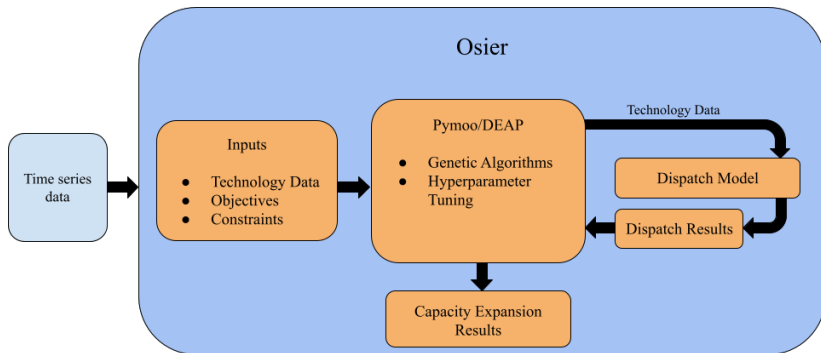 Osier
Time series
data
Inputs
● Technology Data
● Objectives
● Constraints
Pymoo/DEAP
● Genetic Algorithms
● Hyperparameter
Tuning
Technology Data
Dispatch Model
Dispatch Results
Capacity Expansion
Results